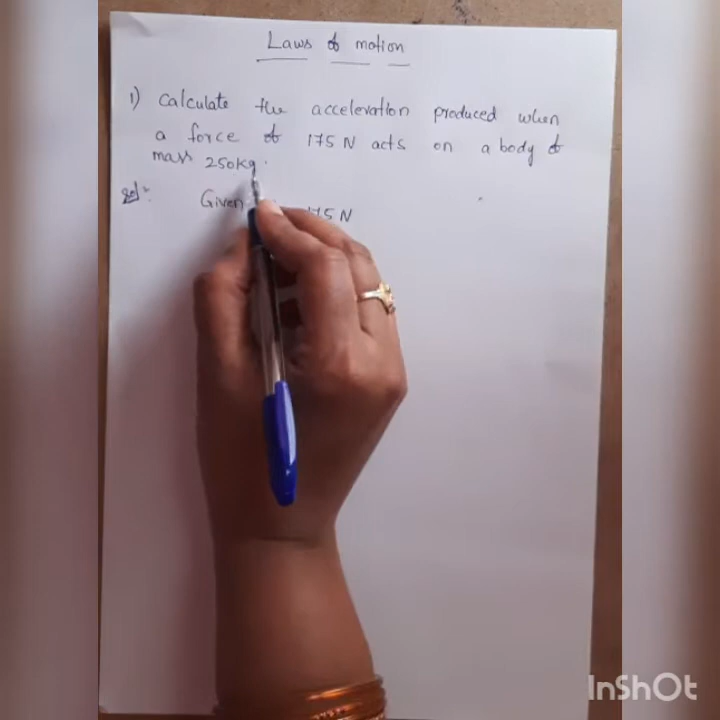 Laws of motion
1) Calculate the acceleration produced when
a force of 175 N acts on a body of
mass 250kg.
Sol:
Given 175 N
InShOt